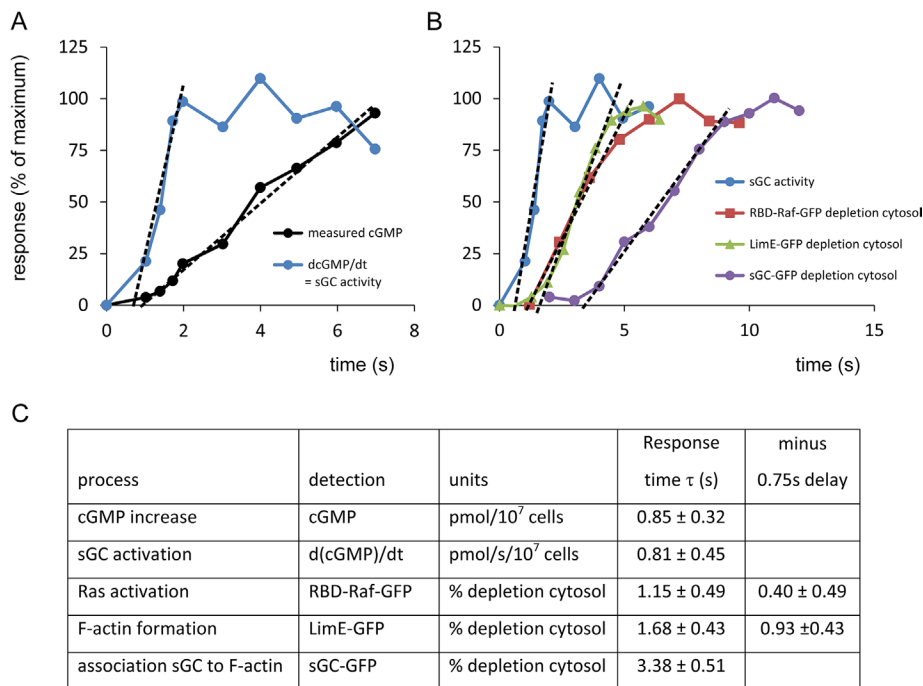 A
B
125
100
75
50
25
0
response (% of maximum)
0
2
4
6
8
time (s)
measured cGMP
dcGMP/dt
= sGC activity
125
100
75
50
25
0
0
5
10
15
time (s)
sGC activity
RBD-Raf-GFP depletion cytosol
LimE-GFP depletion cytosol
sGC-GFP depletion cytosol
C
process detection units Response time τ (s) minus 0.75s delay
cGMP increase cGMP pmol/10⁷ cells 0.85 ± 0.32
sGC activation d(cGMP)/dt pmol/s/10⁷ cells 0.81 ± 0.45
Ras activation RBD-Raf-GFP % depletion cytosol 1.15 ± 0.49 0.40 ± 0.49
F-actin formation LimE-GFP % depletion cytosol 1.68 ± 0.43 0.93 ±0.43
association sGC to F-actin sGC-GFP % depletion cytosol 3.38 ± 0.51